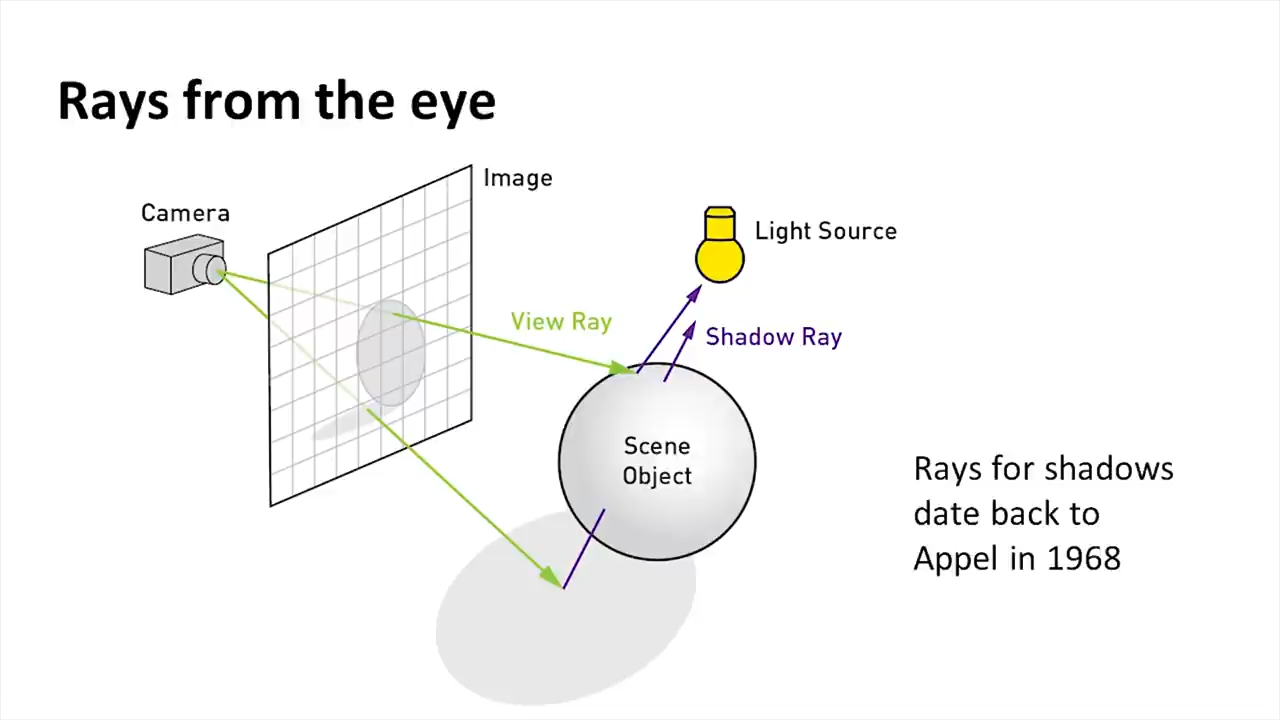 Rays from the eye
Image
Camera
Light Source
View Ray
Shadow Ray
Scene
Object
Rays for shadows
date back to
Appel in 1968